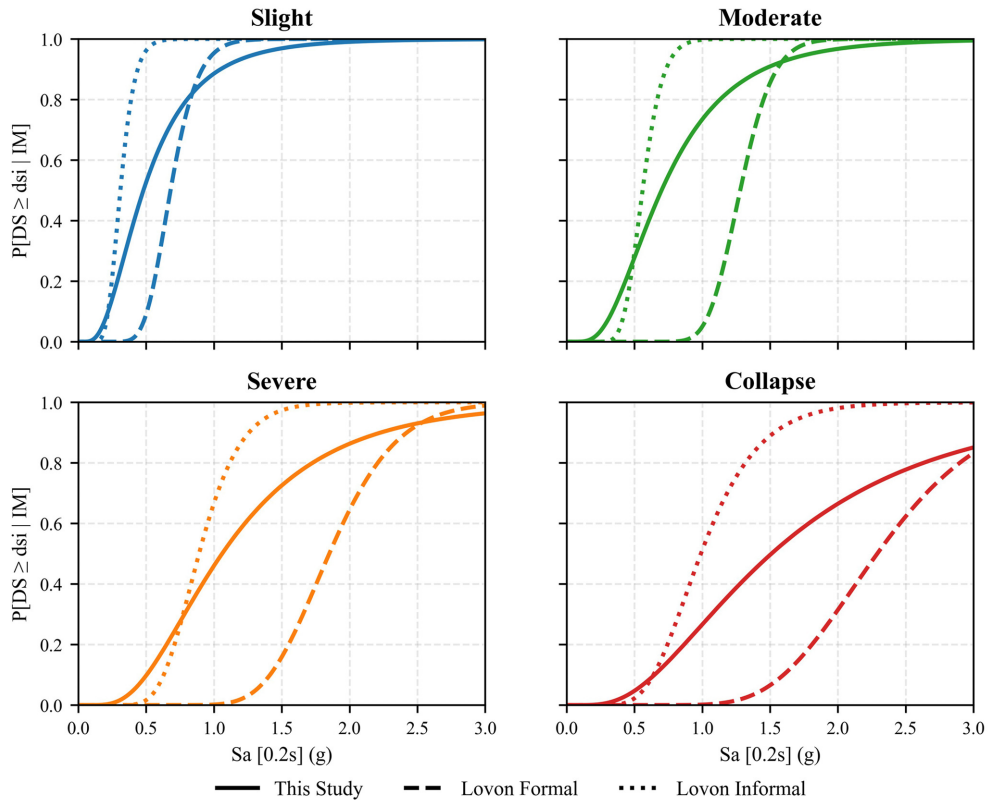 Slight
Moderate
P[DS ≥ dsi | IM]
1.0
0.8
0.6
0.4
0.2
0.0
Severe
Collapse
P[DS ≥ dsi | IM]
1.0
0.8
0.6
0.4
0.2
0.0
0.0 0.5 1.0 1.5 2.0 2.5 3.0
0.0 0.5 1.0 1.5 2.0 2.5 3.0
Sa [0.2s] (g)
Sa [0.2s] (g)
This Study Lovon Formal Lovon Informal